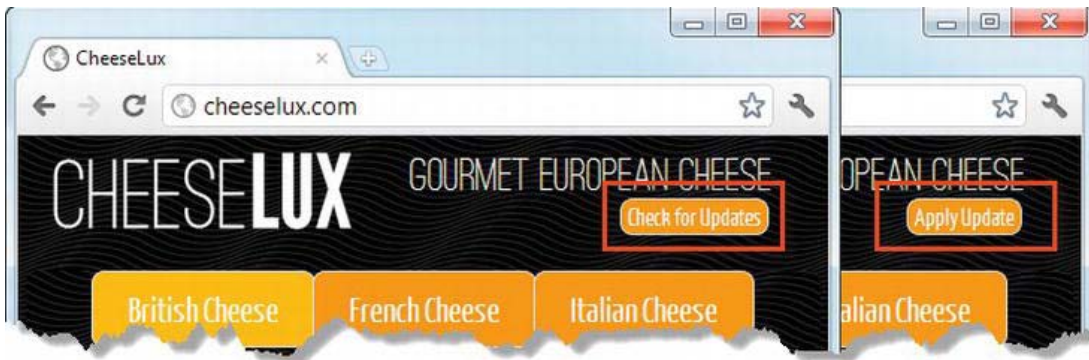 CheeseLux
cheeselux.com
CHEESELUX
GOURMET EUROPEAN CHEESE
Check for Updates
British Cheese
French Cheese
Italian Cheese
OPEAN CHEESE
Apply Update
alian Cheese